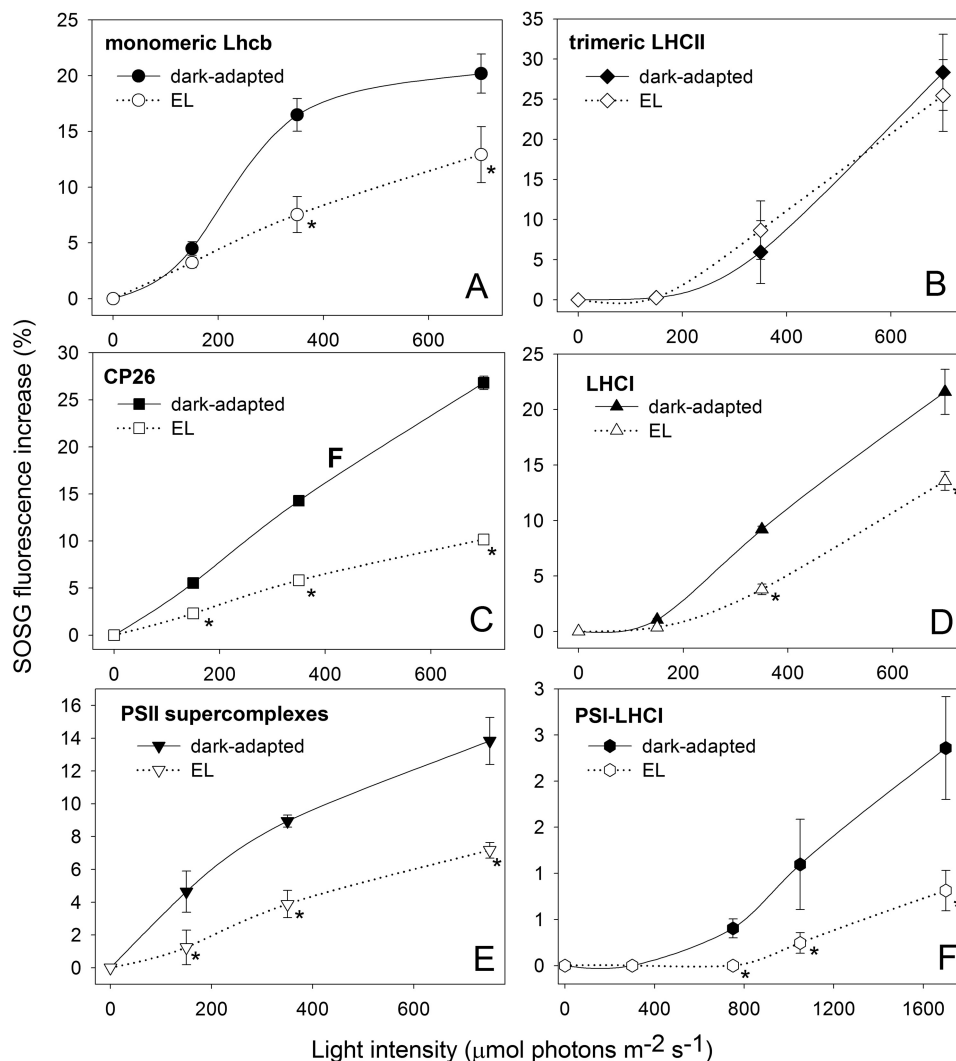 SOSG fluorescence increase (%)
25
20
15
10
5
0
monomeric Lhcb
dark-adapted
EL
*
*
A
0 200 400 600
35
30
25
20
15
10
5
0
trimeric LHCII
dark-adapted
EL
B
0 200 400 600
30
25
20
15
10
5
0
CP26
dark-adapted
EL
F
*
*
*
C
0 200 400 600
25
20
15
10
5
0
LHCI
dark-adapted
EL
*
*
D
0 200 400 600
16
14
12
10
8
6
4
2
0
PSII supercomplexes
dark-adapted
EL
*
*
*
E
0 200 400 600
3
3
2
2
1
1
0
PSI-LHCI
dark-adapted
EL
*
*
*
F
0 400 800 1200 1600
Light intensity (μmol photons m⁻² s⁻¹)